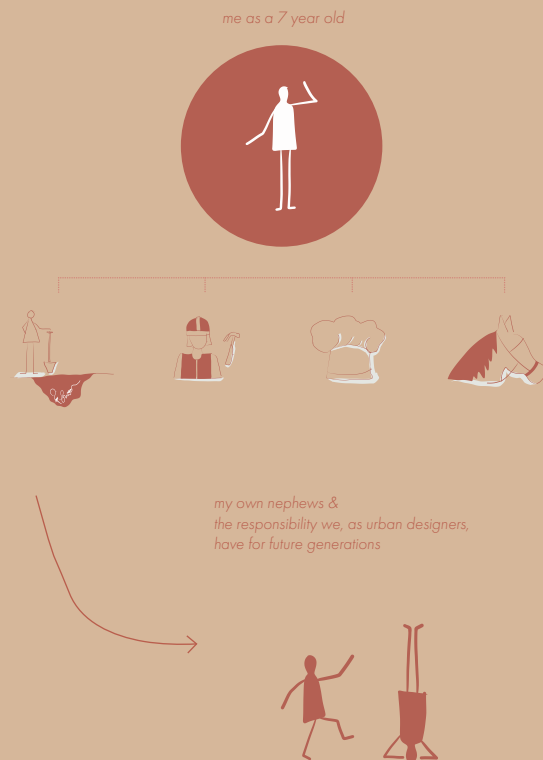 me as a 7 year old
my own nephews &
the responsibility we, as urban designers,
have for future generations